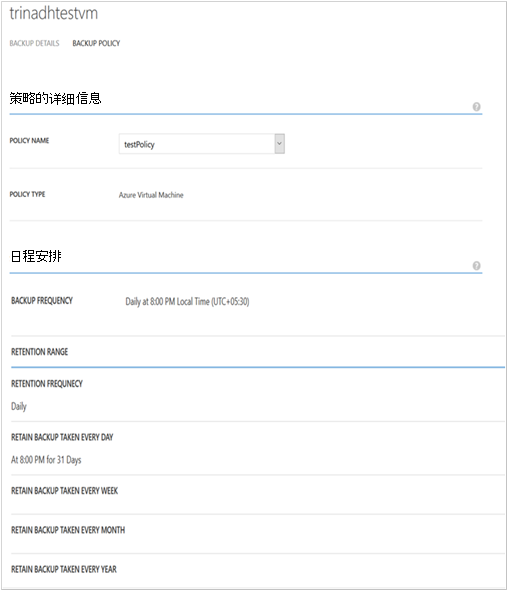 trinadhtestvm
BACKUP DETAILS BACKUP POLICY
策略的详细信息
?
POLICY NAME testPolicy
POLICY TYPE Azure Virtual Machine
日程安排
?
BACKUP FREQUENCY Daily at 8:00 PM Local Time (UTC+05:30)
RETENTION RANGE
RETENTION FREQUNECY
Daily
RETAIN BACKUP TAKEN EVERY DAY
At 8:00 PM for 31 Days
RETAIN BACKUP TAKEN EVERY WEEK
RETAIN BACKUP TAKEN EVERY MONTH
RETAIN BACKUP TAKEN EVERY YEAR